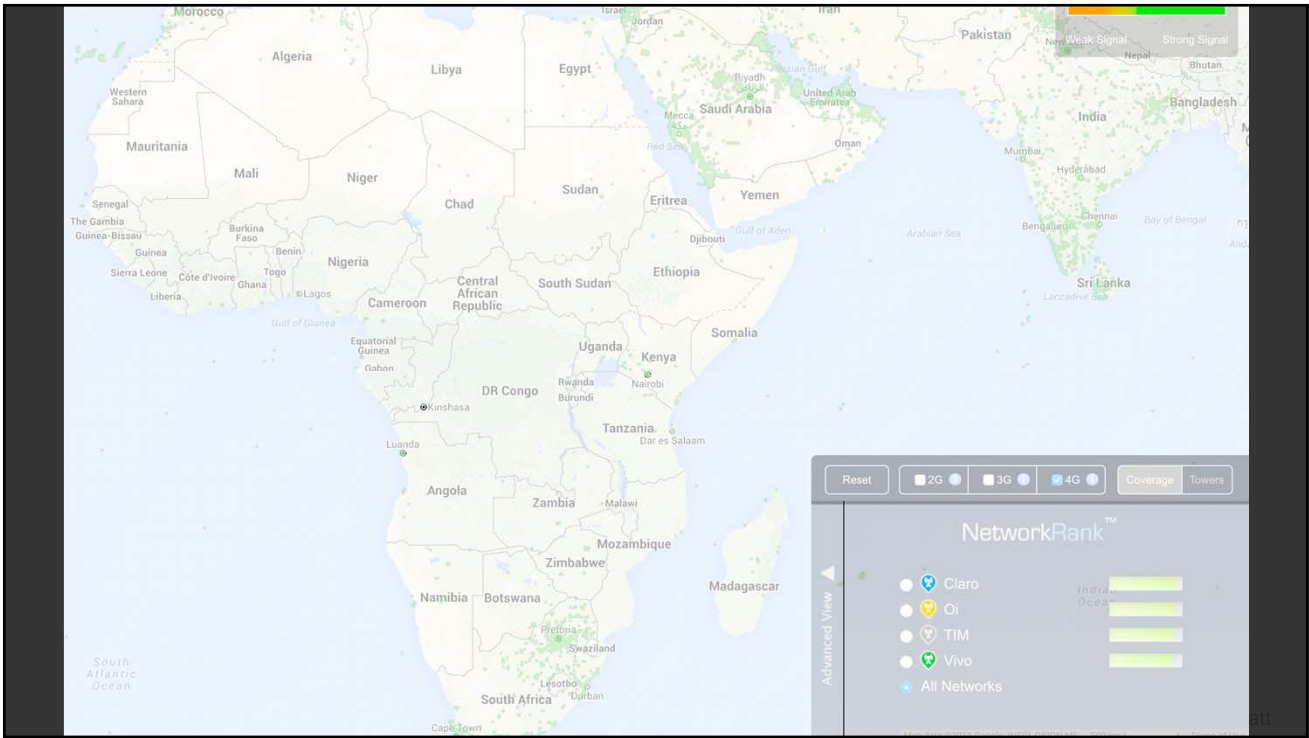 Morocco
Israel
Jordan
Iran
Pakistan
Weak Signal
Strong Signal
Nepal
Bhutan
Algeria
Libya
Egypt
Persian Gulf
Riyadh
United Arab
Emirates
Western
Sahara
Mecca
Saudi Arabia
Bangladesh
India
Mauritania
Red Sea
Oman
Mumbai
Hyderabad
Mali
Niger
Sudan
Chad
Eritrea
Yemen
Senegal
The Gambia
Guinea-Bissau
Burkina
Faso
Djibouti
Gulf of Aden
Arabian Sea
Chennai
Bengaluru
Bay of Bengal
Guinea
Benin
Nigeria
Sierra Leone
Côte d'Ivoire
Togo
Ghana
Central
African
Republic
South Sudan
Ethiopia
Sri Lanka
Liberia
Lagos
Cameroon
Laccadive Sea
Gulf of Guinea
Somalia
Equatorial
Guinea
Uganda
Kenya
Gabon
DR Congo
Rwanda
Burundi
Nairobi
Kinshasa
Tanzania
Dar es Salaam
Luanda
Angola
Zambia
Malawi
Reset
2G
3G
4G
Coverage
Towers
NetworkRank™
Mozambique
Zimbabwe
Madagascar
Namibia
Botswana
Advanced View
Claro
Indian
Ocean
Oi
TIM
Vivo
All Networks
Pretoria
Swaziland
South
Atlantic
Ocean
Lesotho
Durban
South Africa
Cape Town